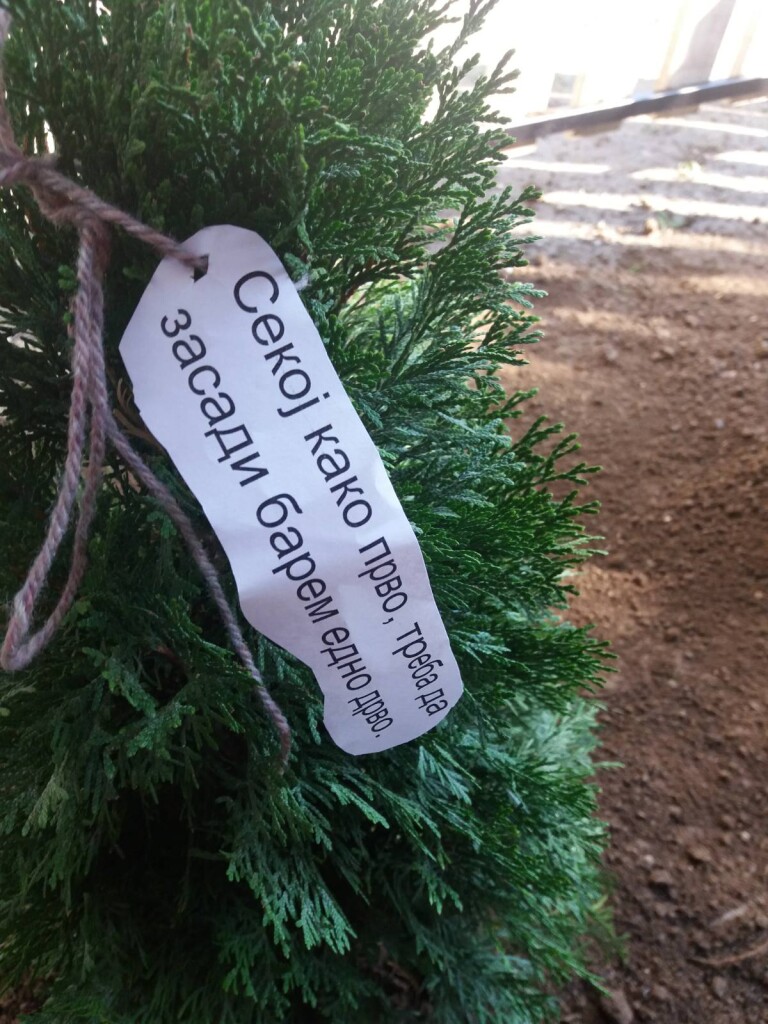 Секој како прво, треба да
засади барем едно дрво.